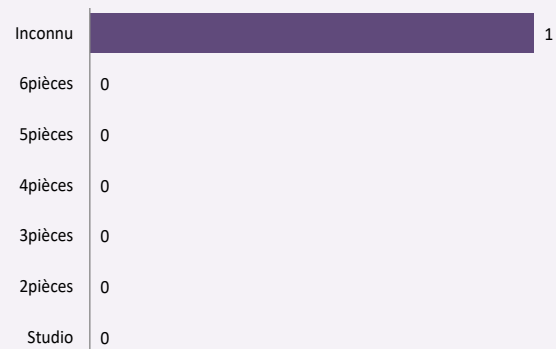 Inconnu 1
6pièces 0
5pièces 0
4pièces 0
3pièces 0
2pièces 0
Studio 0